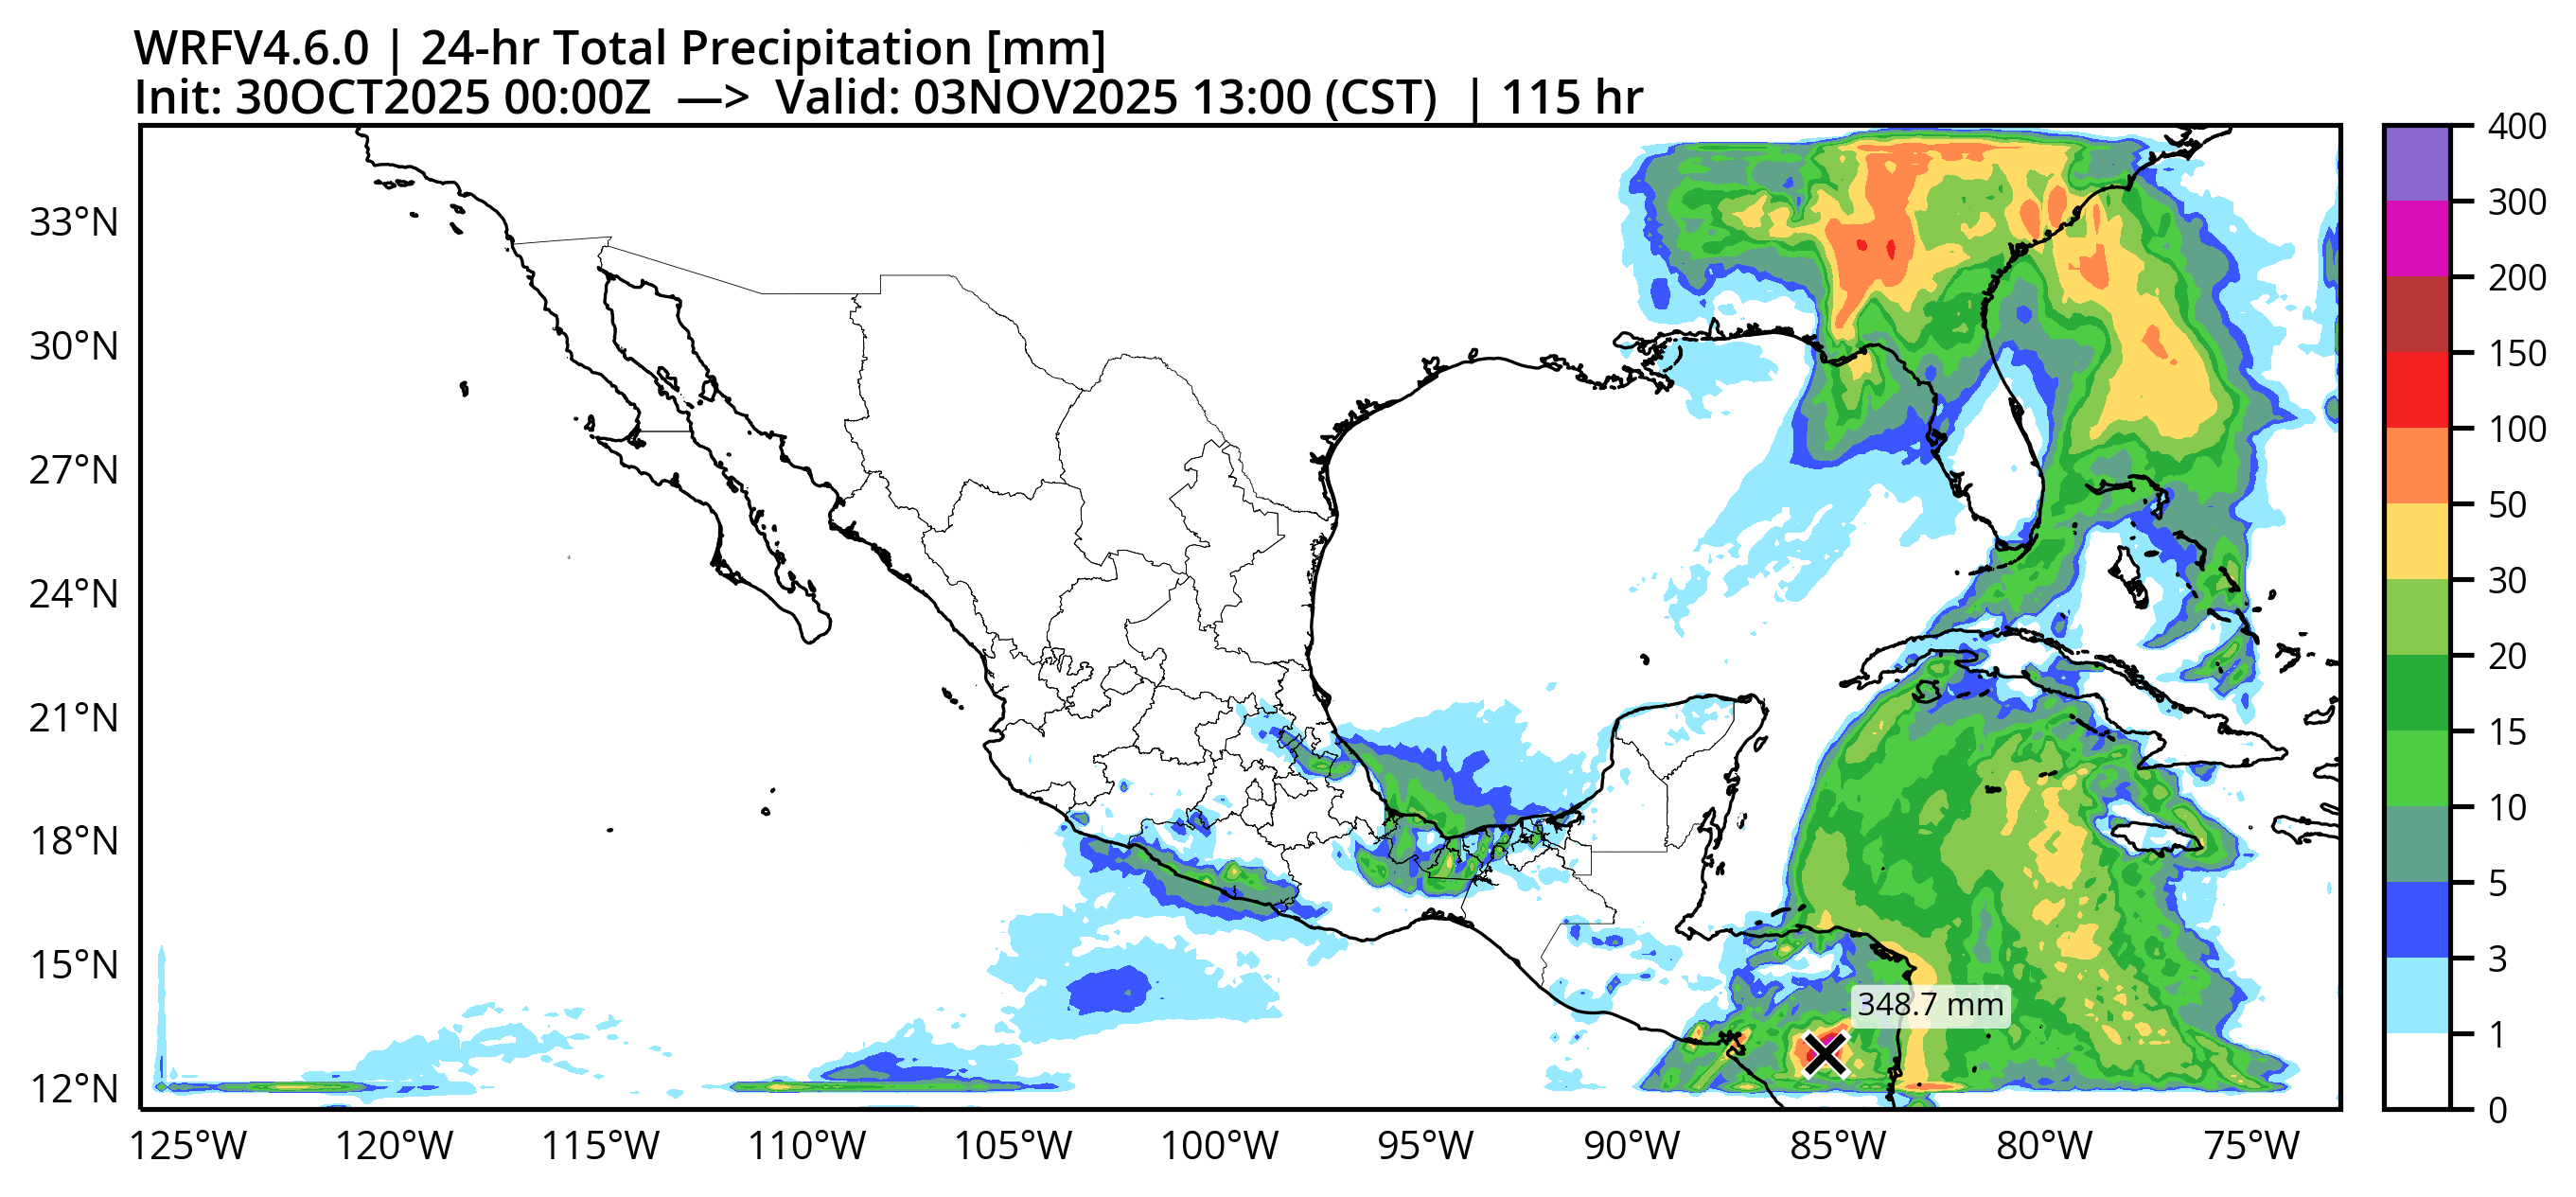 WRFV4.6.0 | 24-hr Total Precipitation [mm]
Init: 30OCT2025 00:00Z —> Valid: 03NOV2025 13:00 (CST) | 115 hr
33°N
30°N
27°N
24°N
21°N
18°N
15°N
12°N
348.7 mm
125°W 120°W 115°W 110°W 105°W 100°W 95°W 90°W 85°W 80°W 75°W
400
300
200
150
100
50
30
20
15
10
5
3
1
0